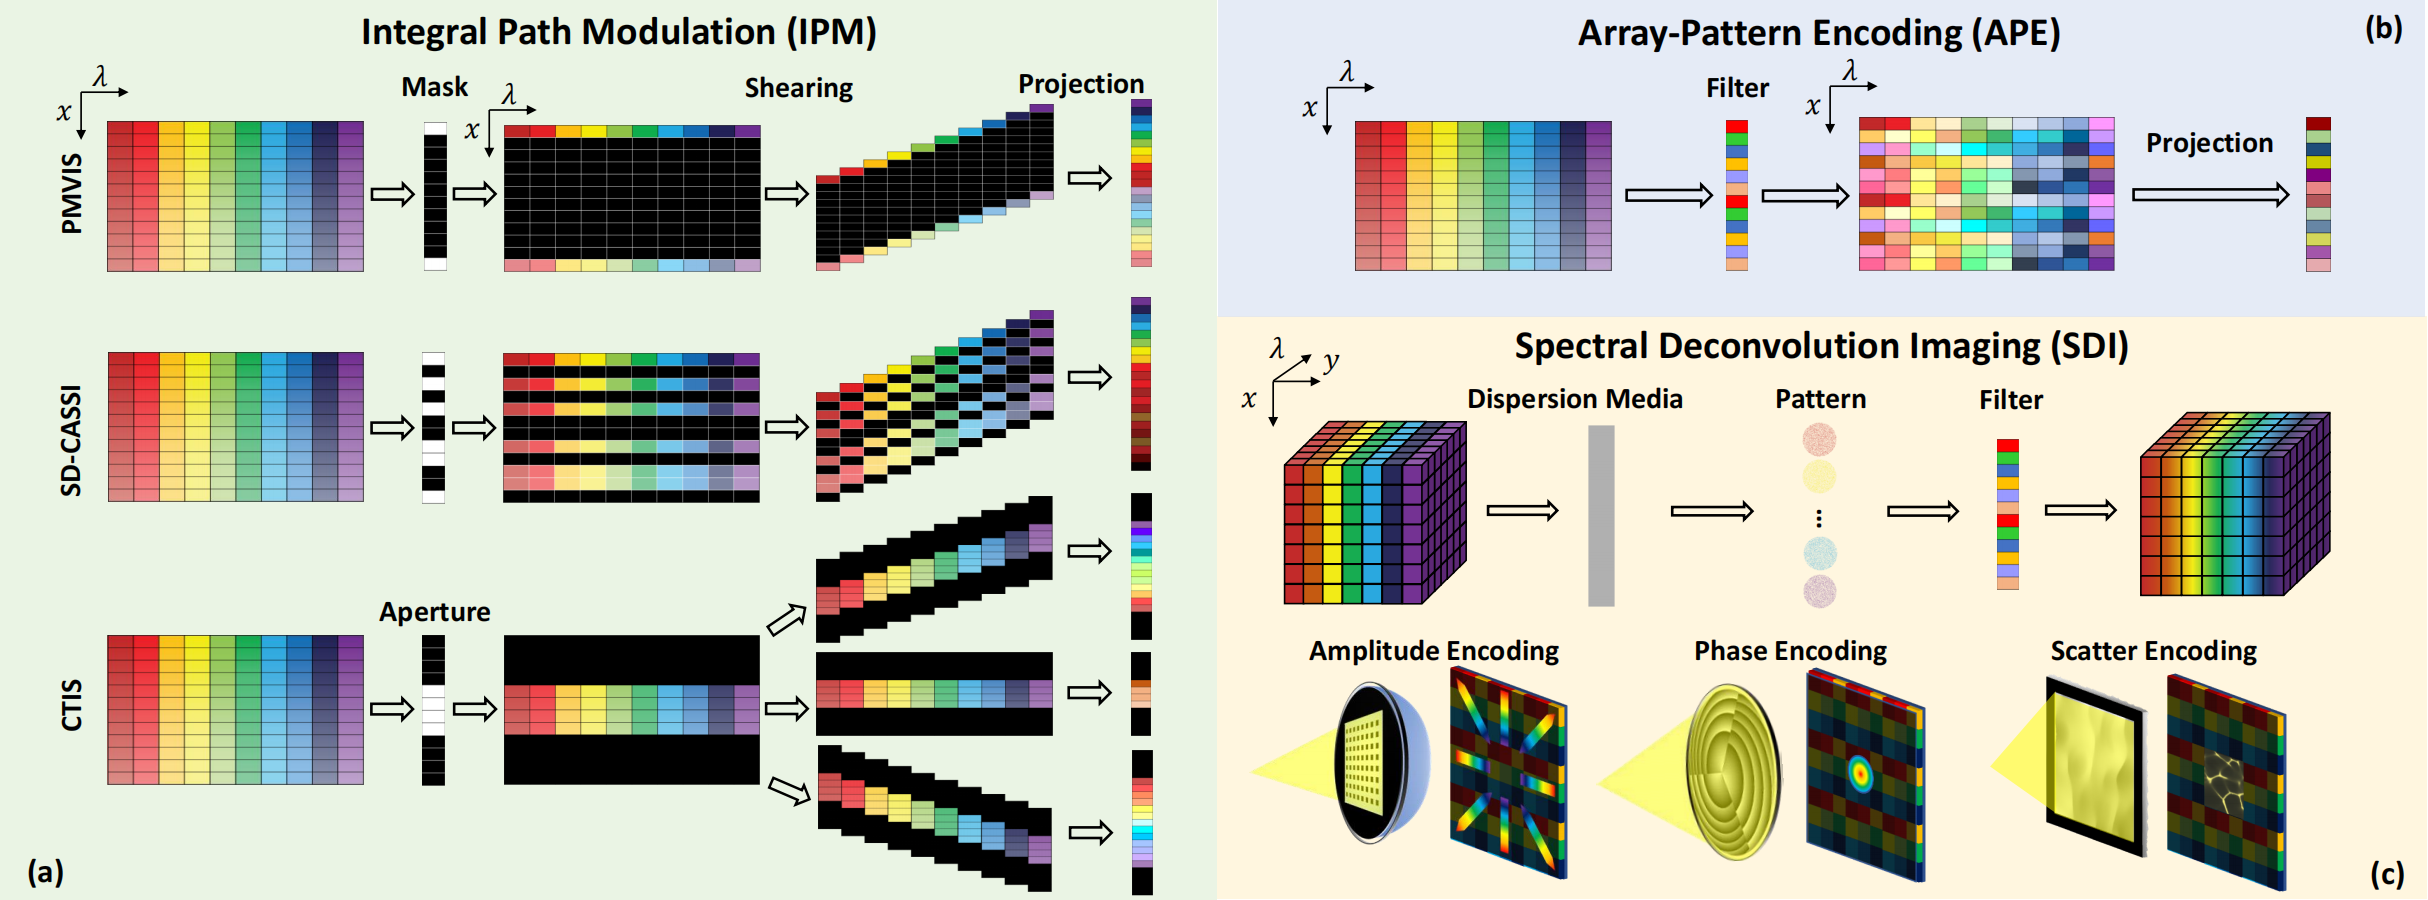 Integral Path Modulation (IPM)
λ
x
Mask
λ
x
Shearing
Projection
PMVIS
SD-CASSI
Aperture
CTIS
(a)
Array-Pattern Encoding (APE)
(b)
λ
x
Filter
λ
x
Projection
Spectral Deconvolution Imaging (SDI)
λ
y
x
Dispersion Media
Pattern
Filter
...
Amplitude Encoding
Phase Encoding
Scatter Encoding
(c)